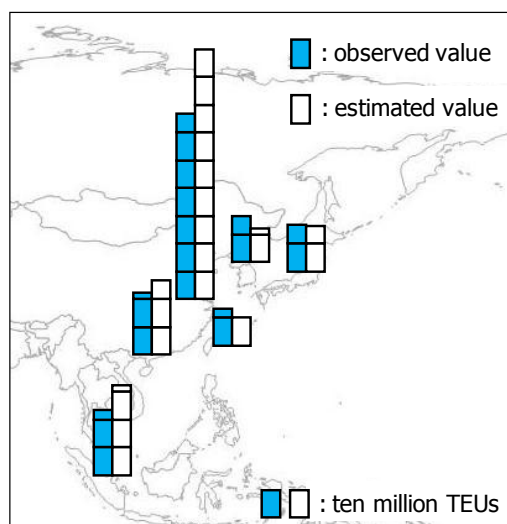 : observed value
: estimated value
: ten million TEUs